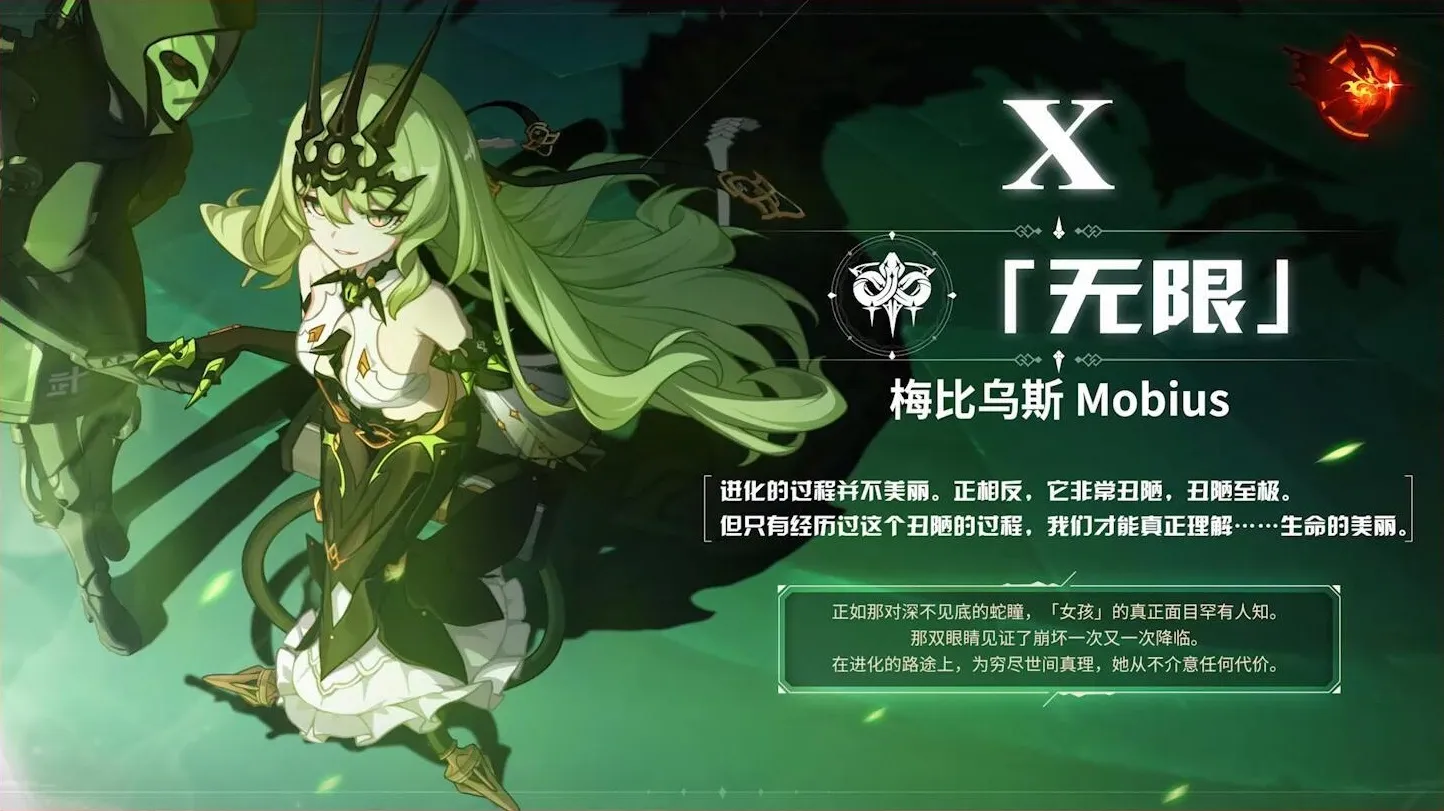 X
「无限」
梅比乌斯 Mobius
进化的过程并不美丽。正相反，它非常丑陋，丑陋至极。
但只有经历过这个丑陋的过程，我们才能真正理解……生命的美丽。
正如那对深不见底的蛇瞳，「女孩」的真正面目罕有人知。
那双眼睛见证了崩坏一次又一次降临。
在进化的路途上，为穷尽世间真理，她从不介意任何代价。